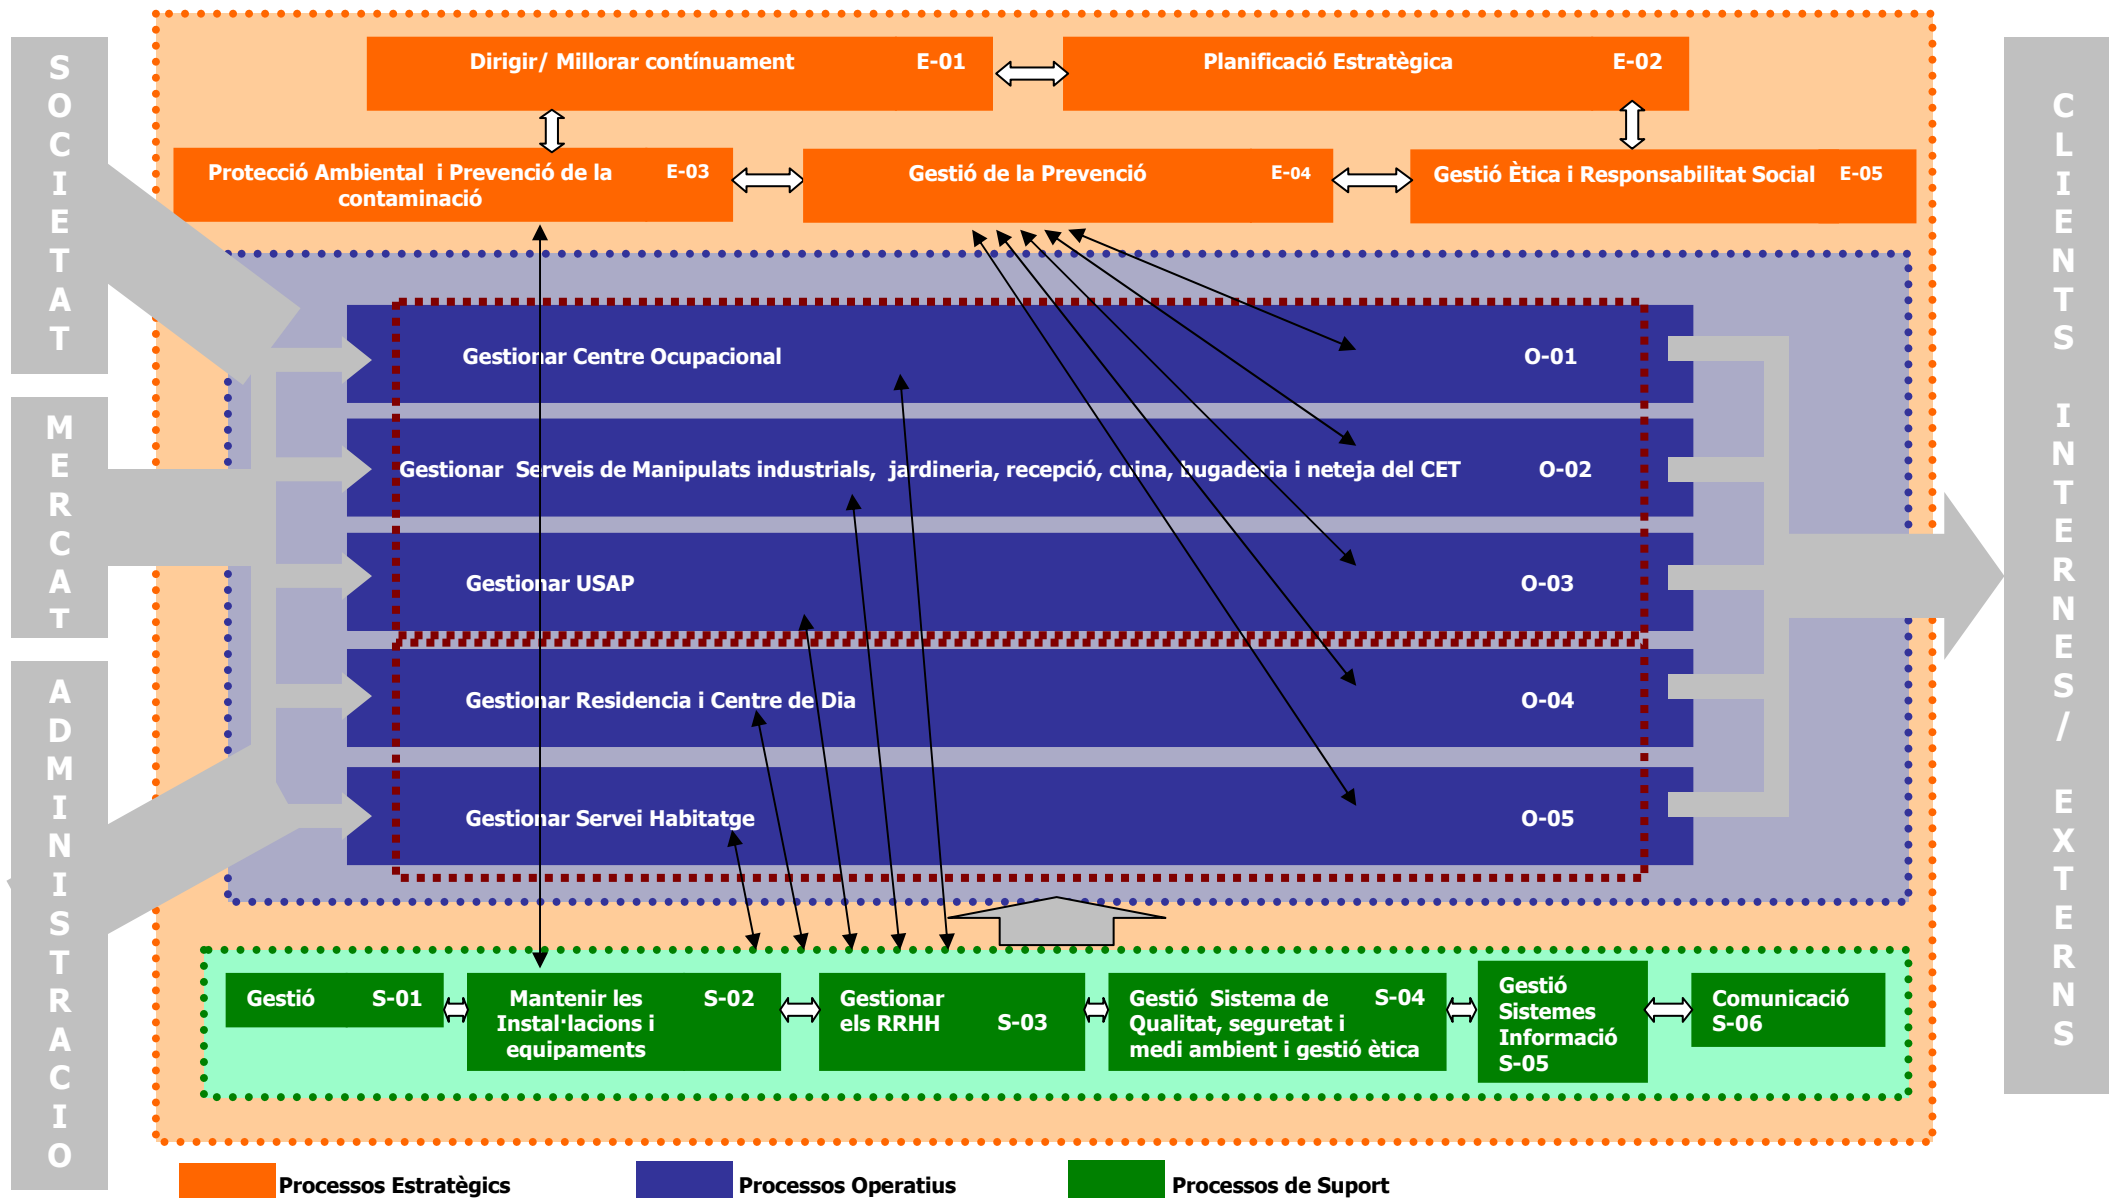 Dirigir/ Millorar contínuament E-01
Planificació Estratègica E-02
Protecció Ambiental i Prevenció de la E-03
contaminació
Gestió de la Prevenció E-04
Gestió Ètica i Responsabilitat Social E-05
SOCIETAT
MERCAT
ADMINISTRACIO
Gestionar Centre Ocupacional O-01
Gestionar Serveis de Manipulats industrials, jardineria, recepció, cuina, bugaderia i neteja del CET O-02
Gestionar USAP O-03
Gestionar Residencia i Centre de Dia O-04
Gestionar Servei Habitatge O-05
CLIENTS INTERNES/ EXTERNS
Gestió S-01
Mantenir les S-02
Instal·lacions i
equipaments
Gestionar
els RRHH S-03
Gestió Sistema de S-04
Qualitat, seguretat i
medi ambient i gestió ètica
Gestió
Sistemes
Informació
S-05
Comunicació
S-06
Processos Estratègics
Processos Operatius
Processos de Suport